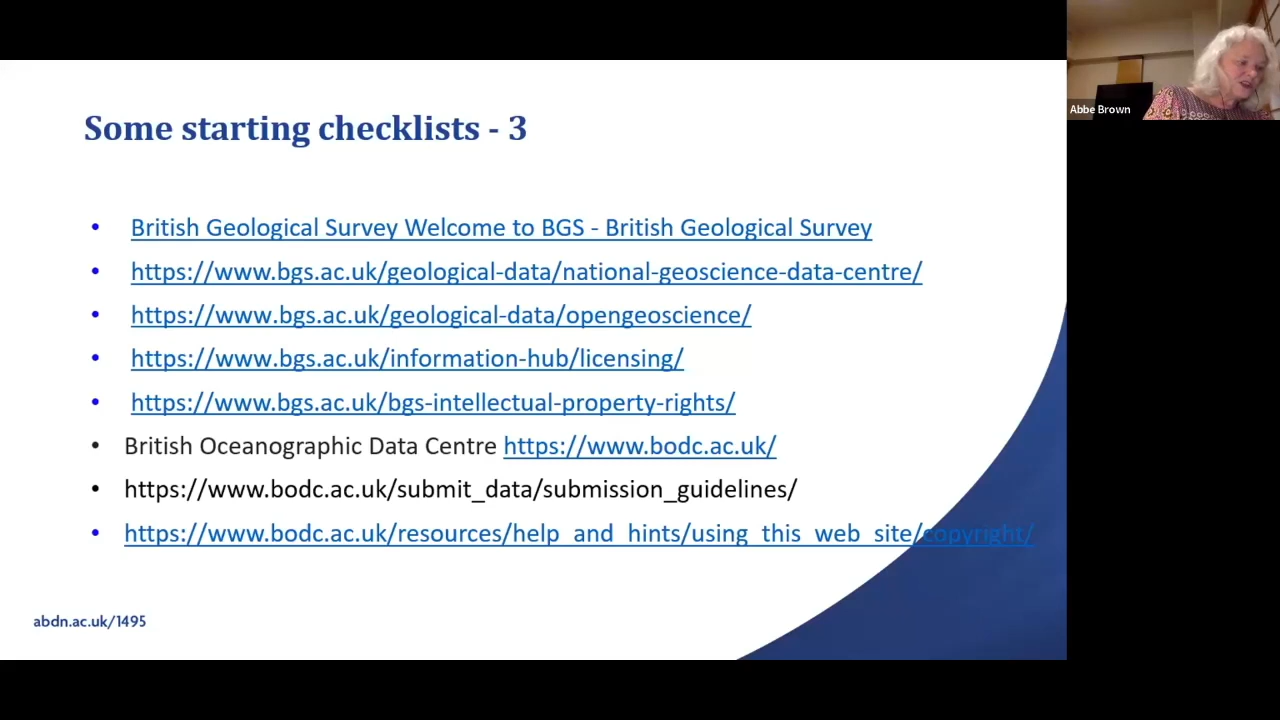 Abbe Brown
Some starting checklists - 3
• British Geological Survey Welcome to BGS - British Geological Survey
• https://www.bgs.ac.uk/geological-data/national-geoscience-data-centre/
• https://www.bgs.ac.uk/geological-data/opengeoscience/
• https://www.bgs.ac.uk/information-hub/licensing/
• https://www.bgs.ac.uk/bgs-intellectual-property-rights/
• British Oceanographic Data Centre https://www.bodc.ac.uk/
• https://www.bodc.ac.uk/submit_data/submission_guidelines/
• https://www.bodc.ac.uk/resources/help_and_hints/using_this_web_site/copyright/
abdn.ac.uk/1495